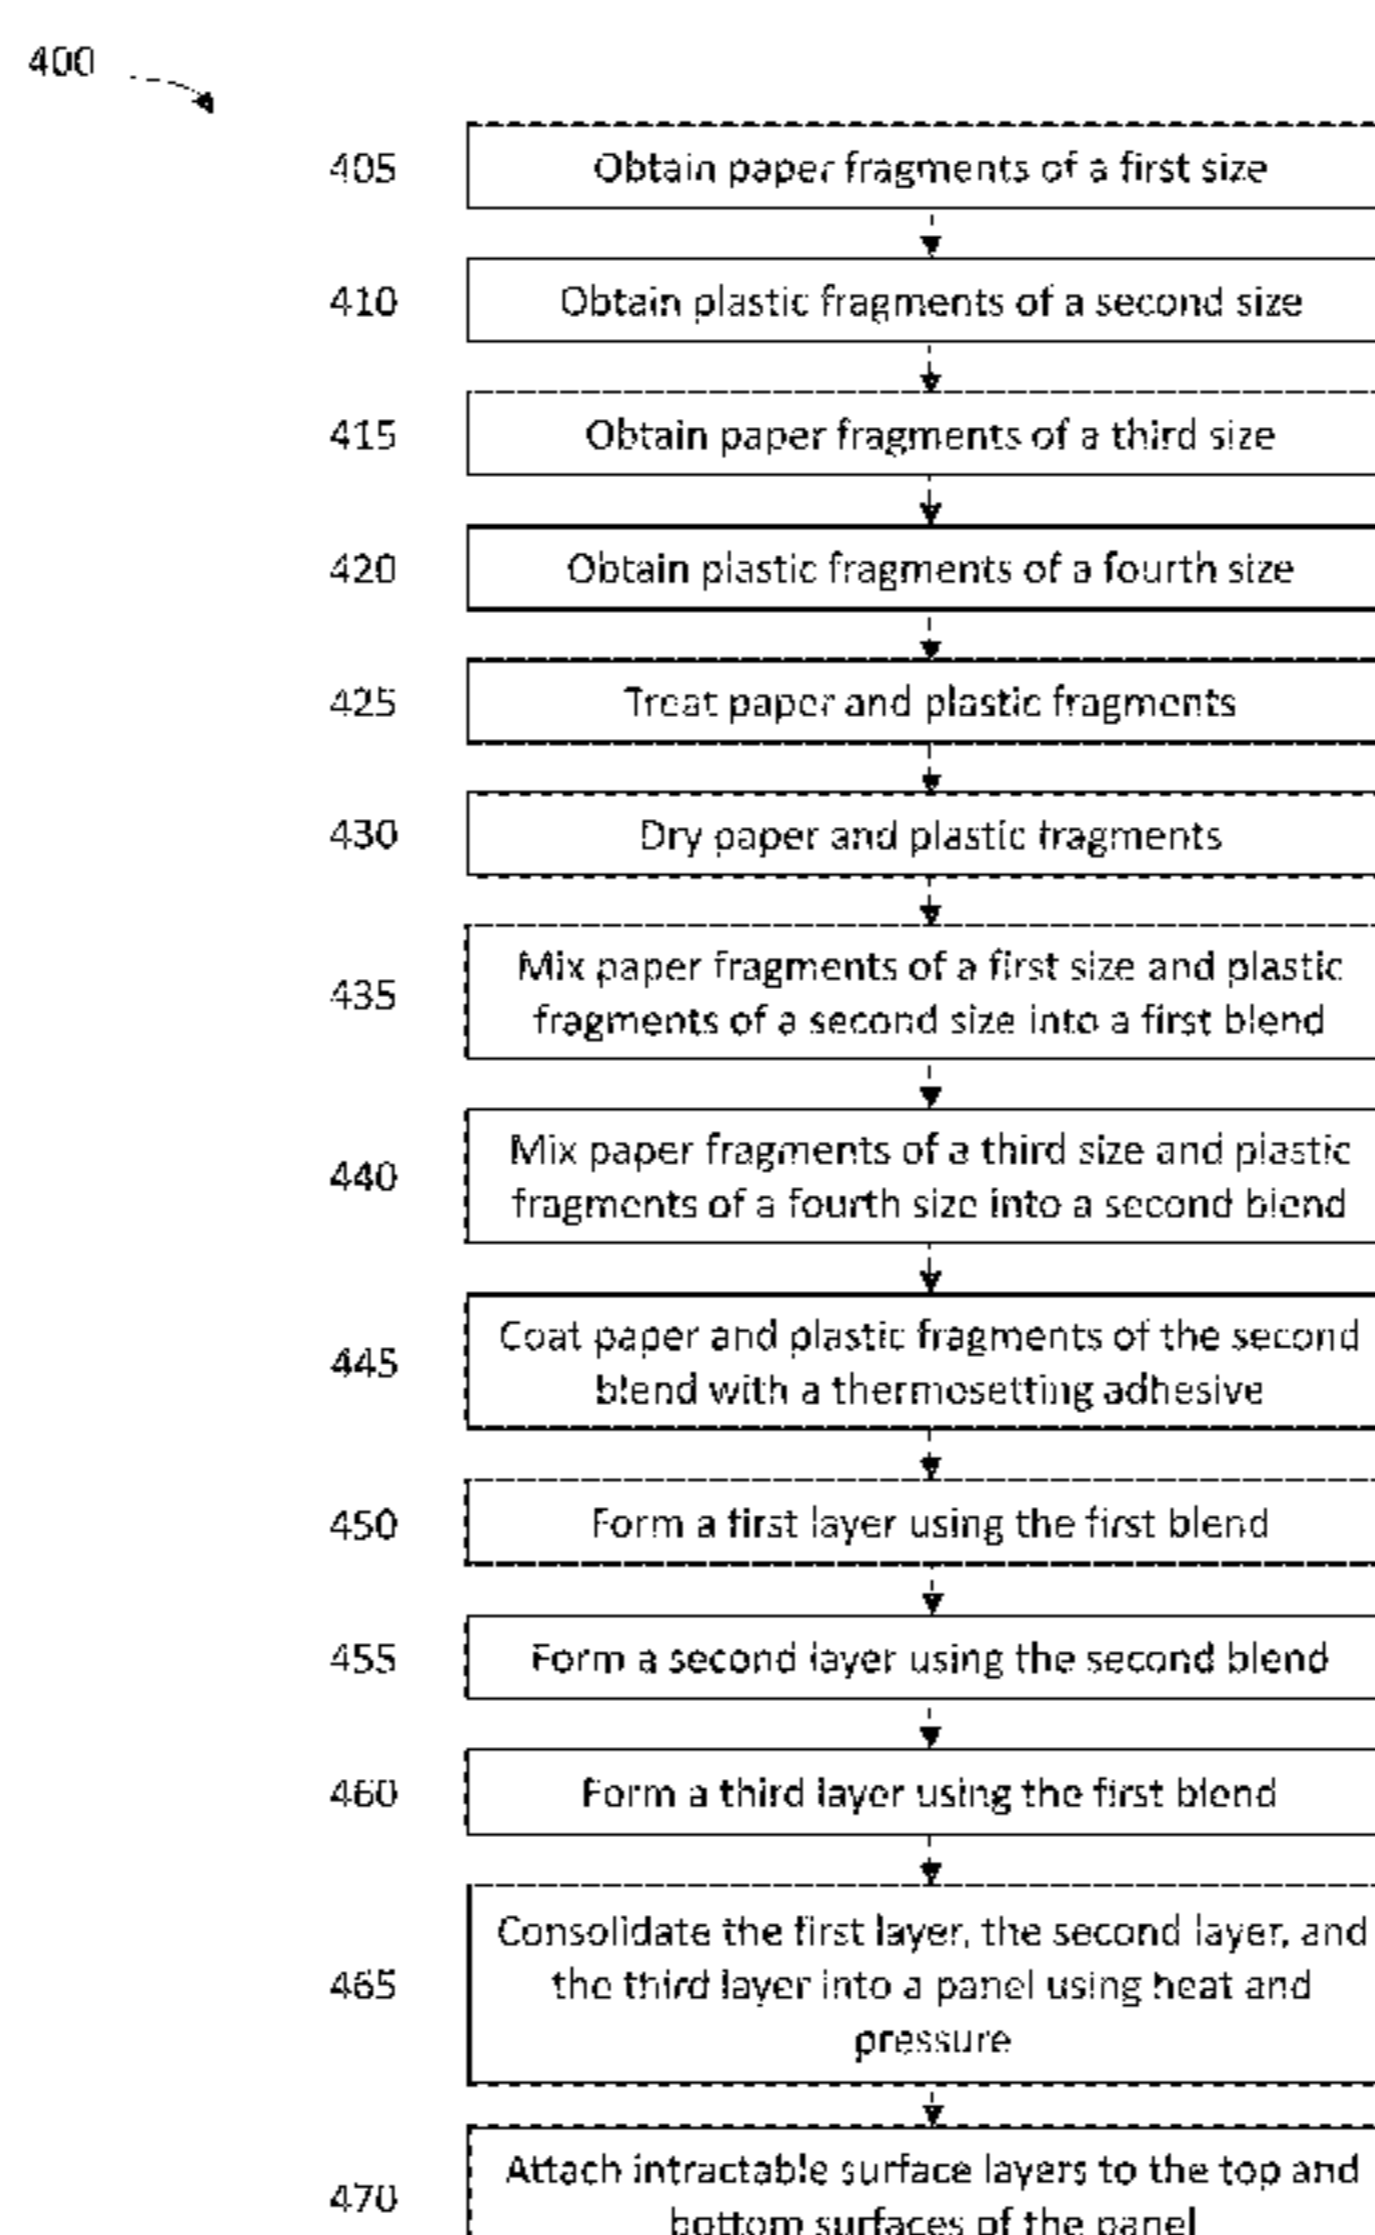 400
405
Obtain paper fragments of a first size
410
Obtain plastic fragments of a second size
415
Obtain paper fragments of a third size
420
Obtain plastic fragments of a fourth size
425
Treat paper and plastic fragments
430
Dry paper and plastic fragments
435
Mix paper fragments of a first size and plastic
fragments of a second size into a first blend
440
Mix paper fragments of a third size and plastic
fragments of a fourth size into a second blend
445
Coat paper and plastic fragments of the second
blend with a thermosetting adhesive
450
Form a first layer using the first blend
455
Form a second layer using the second blend
460
Form a third layer using the first blend
465
Consolidate the first layer, the second layer, and
the third layer into a panel using heat and
pressure
470
Attach intractable surface layers to the top and
bottom surfaces of the panel